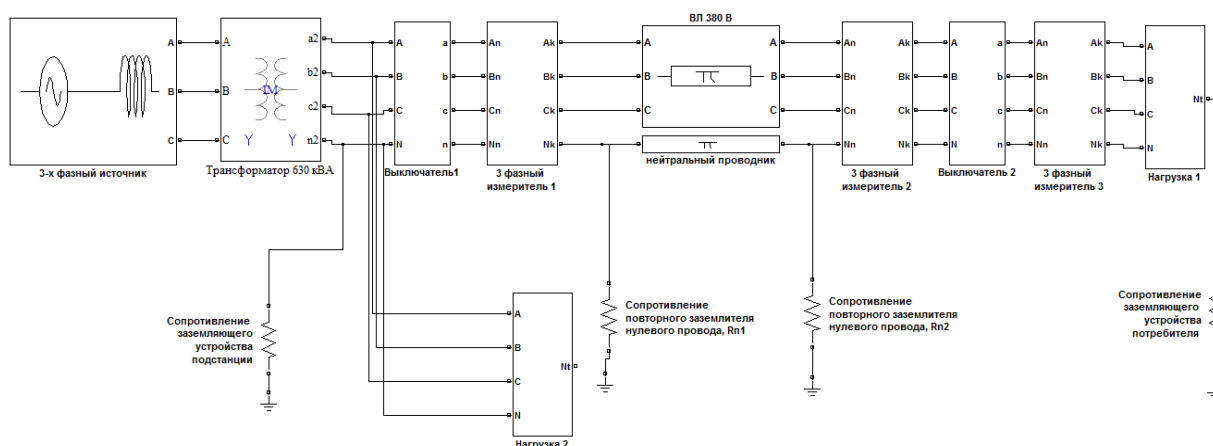 ВЛ 380 В
A
B
C
3-х фазный источник
A
B
C
a2
b2
c2
n2
IM
Y Y
Трансформатор 630 кВА
A a
B b
C c
N n
Выключатель1
An Ak
Bn Bk
Cn Ck
Nn Nk
3 фазный
измеритель 1
A A
B B
C C
нейтральный проводник
An Ak
Bn Bk
Cn Ck
Nn Nk
3 фазный
измеритель 2
A a
B b
C c
N n
Выключатель 2
An Ak
Bn Bk
Cn Ck
Nn Nk
3 фазный
измеритель 3
A
B
C
N
Nt
Нагрузка 1
Сопротивление
заземляющего
устройства
подстанции
A
B
C
N
Nt
Нагрузка 2
Сопротивление
повторного заземлителя
нулевого провода, Rn1
Сопротивление
повторного заземлителя
нулевого провода, Rn2
Сопротивление
заземляющего
устройства
потребителя